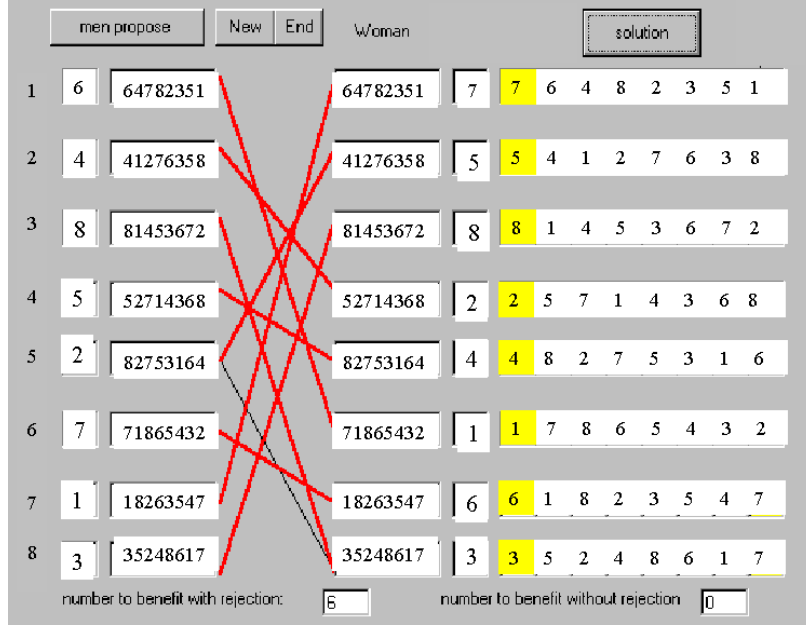 men propose New End Woman solution
1 6 64782351 64782351 7 7 6 4 8 2 3 5 1
2 4 41276358 41276358 5 5 4 1 2 7 6 3 8
3 8 81453672 81453672 8 8 1 4 5 3 6 7 2
4 5 52714368 52714368 2 2 5 7 1 4 3 6 8
5 2 82753164 82753164 4 4 8 2 7 5 3 1 6
6 7 71865432 71865432 1 1 7 8 6 5 4 3 2
7 1 18263547 18263547 6 6 1 8 2 3 5 4 7
8 3 35248617 35248617 3 3 5 2 4 8 6 1 7
number to benefit with rejection: 6 number to benefit without rejection 0